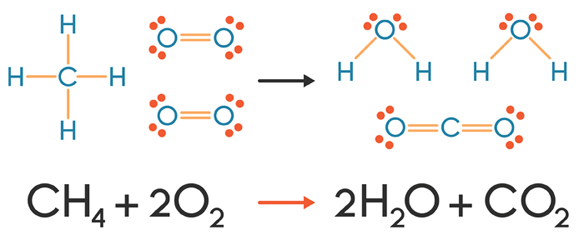 H O = O O O
H — C — H → H H H H
O = O O = C = O
H
CH₄ + 2O₂ → 2H₂O + CO₂